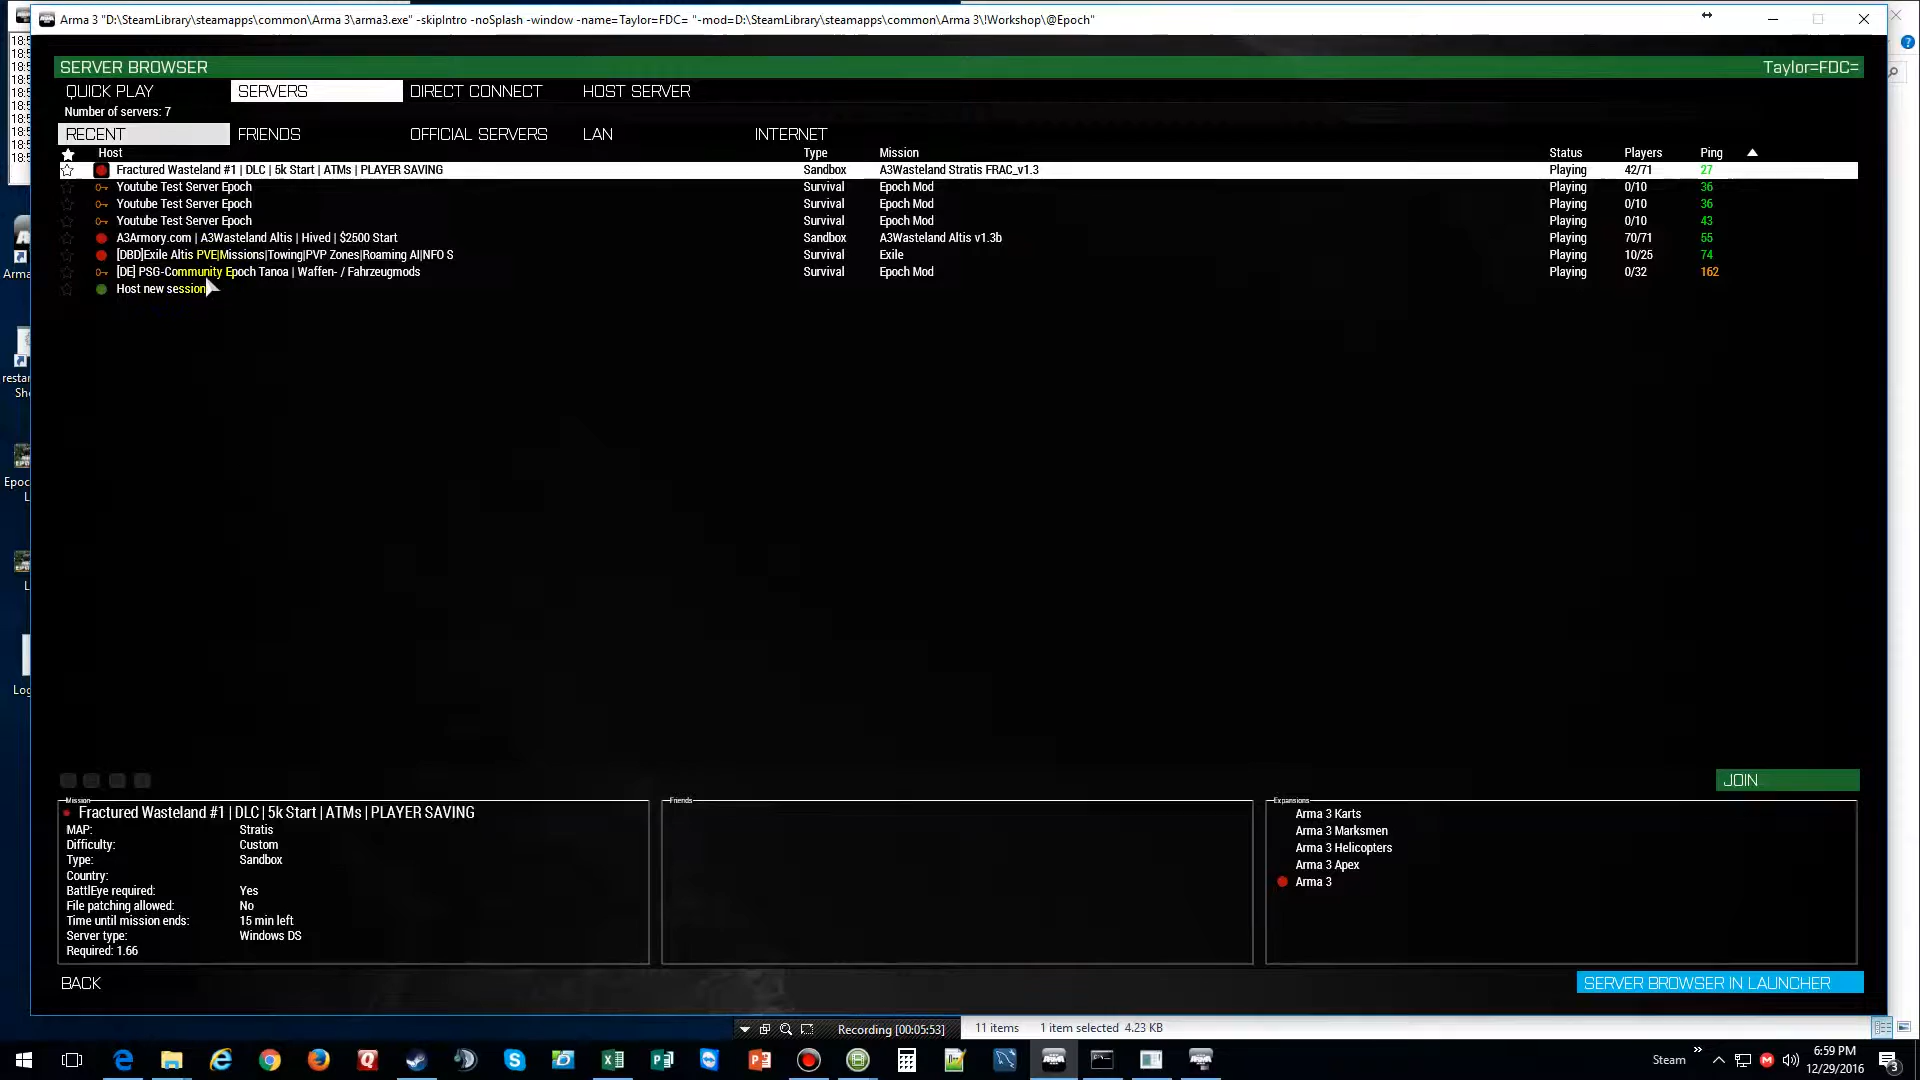 Arma 3 "D:\SteamLibrary\steamapps\common\Arma 3\arma3.exe" -skipIntro -noSplash -window -name=Taylor=FDC= "-mod=D:\SteamLibrary\steamapps\common\Arma 3\!Workshop\@Epoch"
SERVER BROWSER Taylor=FDC=
QUICK PLAY SERVERS DIRECT CONNECT HOST SERVER
Number of servers: 7
RECENT FRIENDS OFFICIAL SERVERS LAN INTERNET
Host Type Mission Status Players Ping
Fractured Wasteland #1 | DLC | 5k Start | ATMs | PLAYER SAVING Sandbox A3Wasteland Stratis FRAC_v1.3 Playing 42/71 27
Youtube Test Server Epoch Survival Epoch Mod Playing 0/10 36
Youtube Test Server Epoch Survival Epoch Mod Playing 0/10 36
Youtube Test Server Epoch Survival Epoch Mod Playing 0/10 43
A3Armory.com | A3Wasteland Altis | Hived | $2500 Start Sandbox A3Wasteland Altis v1.3b Playing 70/71 55
[DBD]Exile Altis PVE|Missions|Towing|PVP Zones|Roaming AI|NFO S Survival Exile Playing 10/25 74
[DE] PSG-Community Epoch Tanoa | Waffen- / Fahrzeugmods Survival Epoch Mod Playing 0/32 162
Host new session
JOIN
Mission Friends Expansions
Fractured Wasteland #1 | DLC | 5k Start | ATMs | PLAYER SAVING
MAP: Stratis
Difficulty: Custom
Type: Sandbox
Country:
BattlEye required: Yes
File patching allowed: No
Time until mission ends: 15 min left
Server type: Windows DS
Required: 1.66
Arma 3 Karts
Arma 3 Marksmen
Arma 3 Helicopters
Arma 3 Apex
Arma 3
BACK SERVER BROWSER IN LAUNCHER
Recording [00:05:53] 11 items 1 item selected 4.23 KB
Steam 6:59 PM
12/29/2016 3